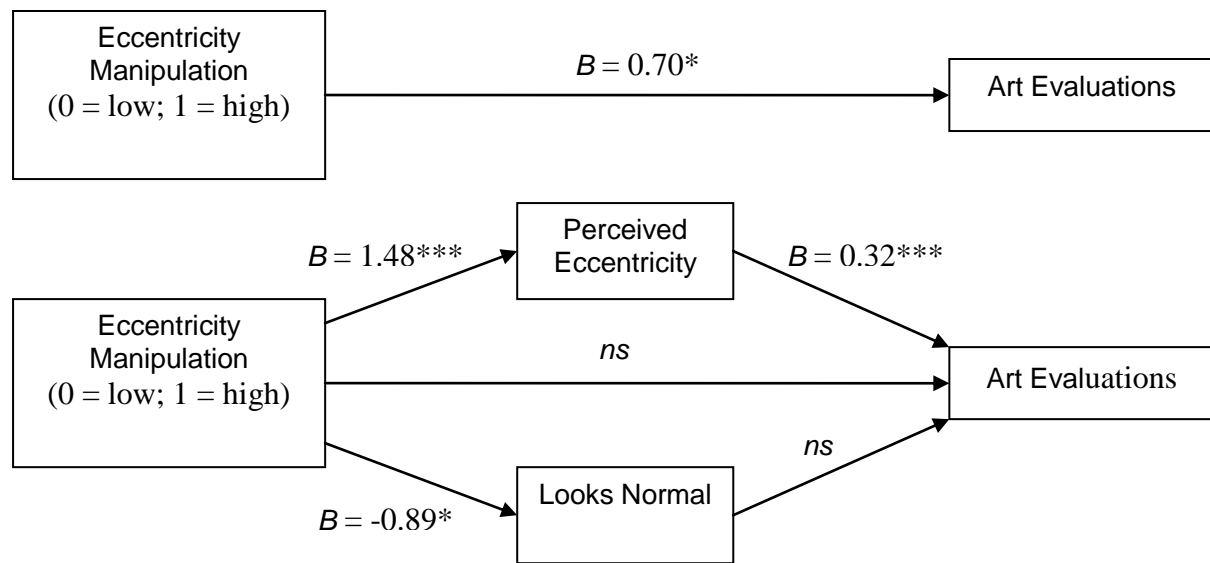 Eccentricity
Manipulation
(0 = low; 1 = high)
B = 0.70*
Art Evaluations
Perceived
Eccentricity
B = 1.48***
B = 0.32***
Eccentricity
Manipulation
(0 = low; 1 = high)
ns
Art Evaluations
ns
Looks Normal
B = -0.89*